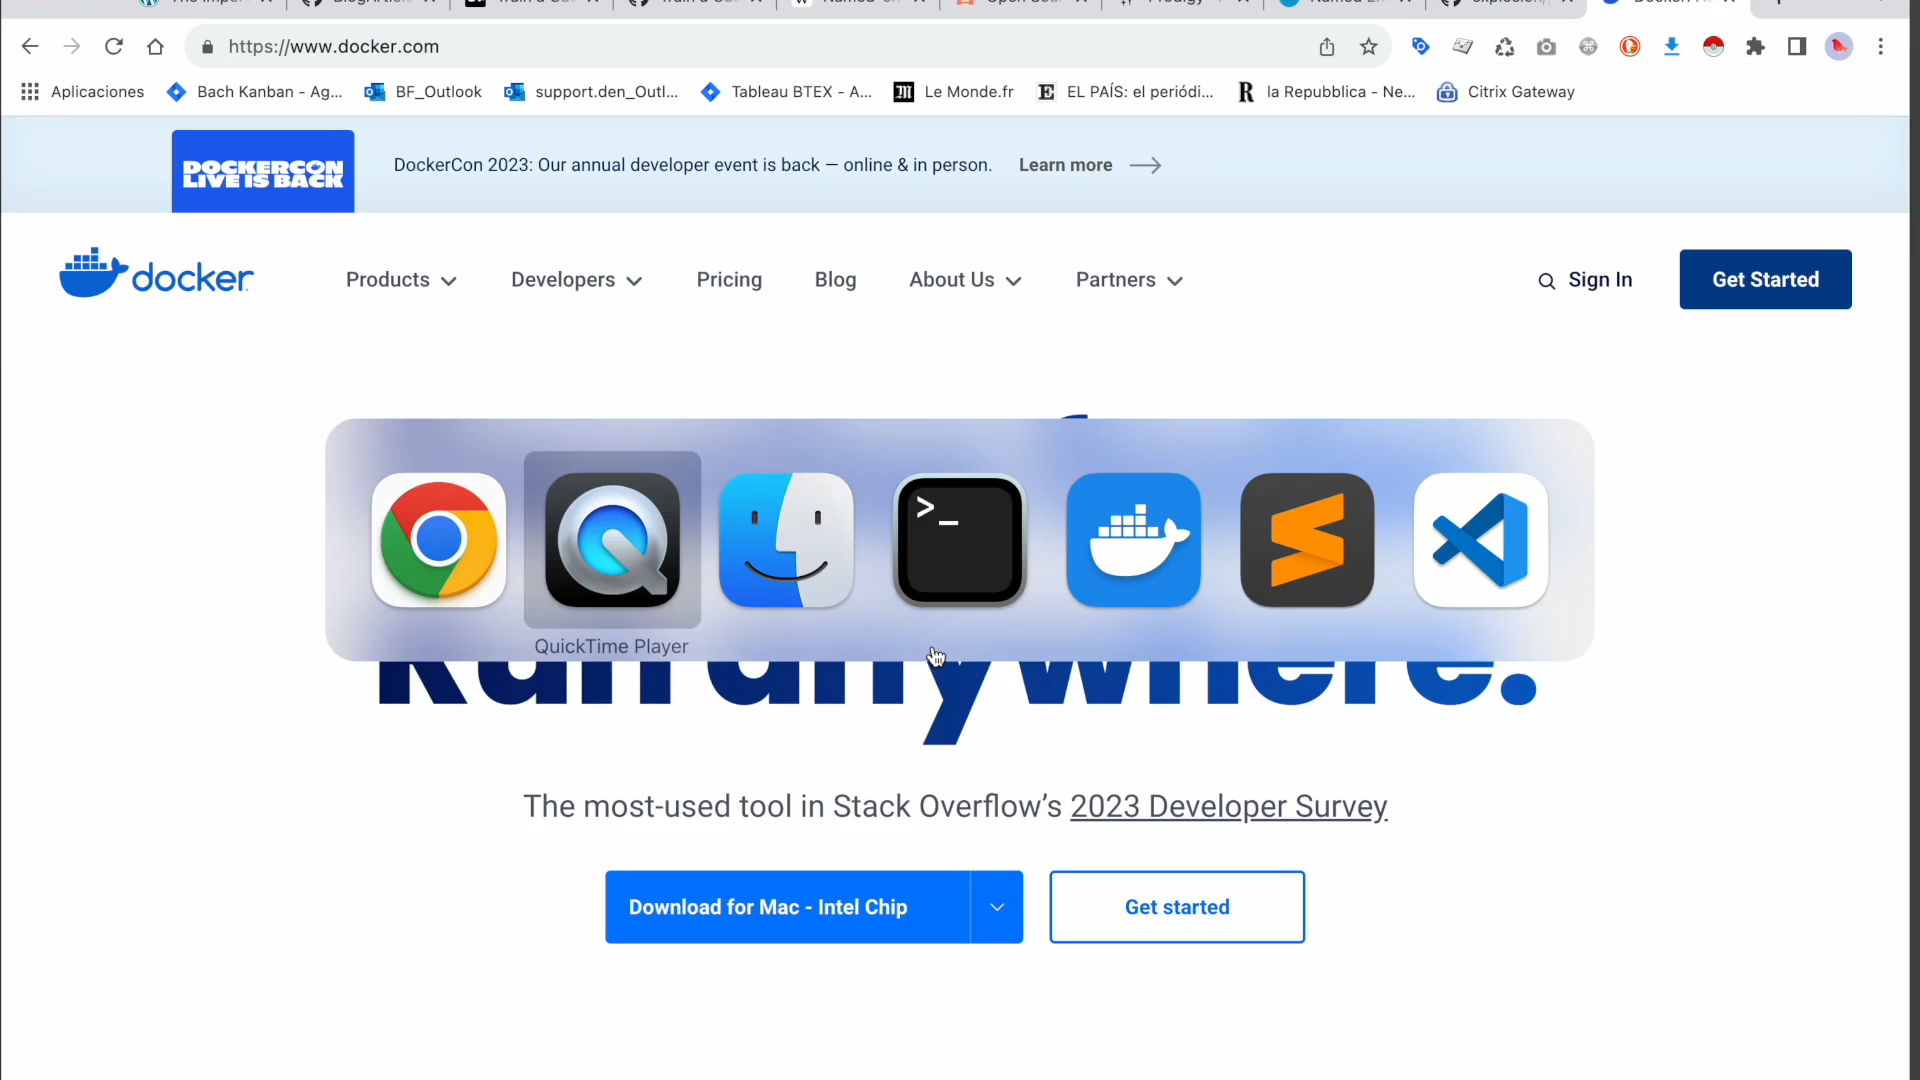 https://www.docker.com
Aplicaciones Bach Kanban - Ag... BF_Outlook support.den_Outl... Tableau BTEX - A... Le Monde.fr EL PAÍS: el periódi... la Repubblica - Ne... Citrix Gateway
DOCKERCON
LIVE IS BACK
DockerCon 2023: Our annual developer event is back — online & in person. Learn more
docker Products Developers Pricing Blog About Us Partners Sign In Get Started
QuickTime Player
Run anywhere.
The most-used tool in Stack Overflow’s 2023 Developer Survey
Download for Mac - Intel Chip Get started